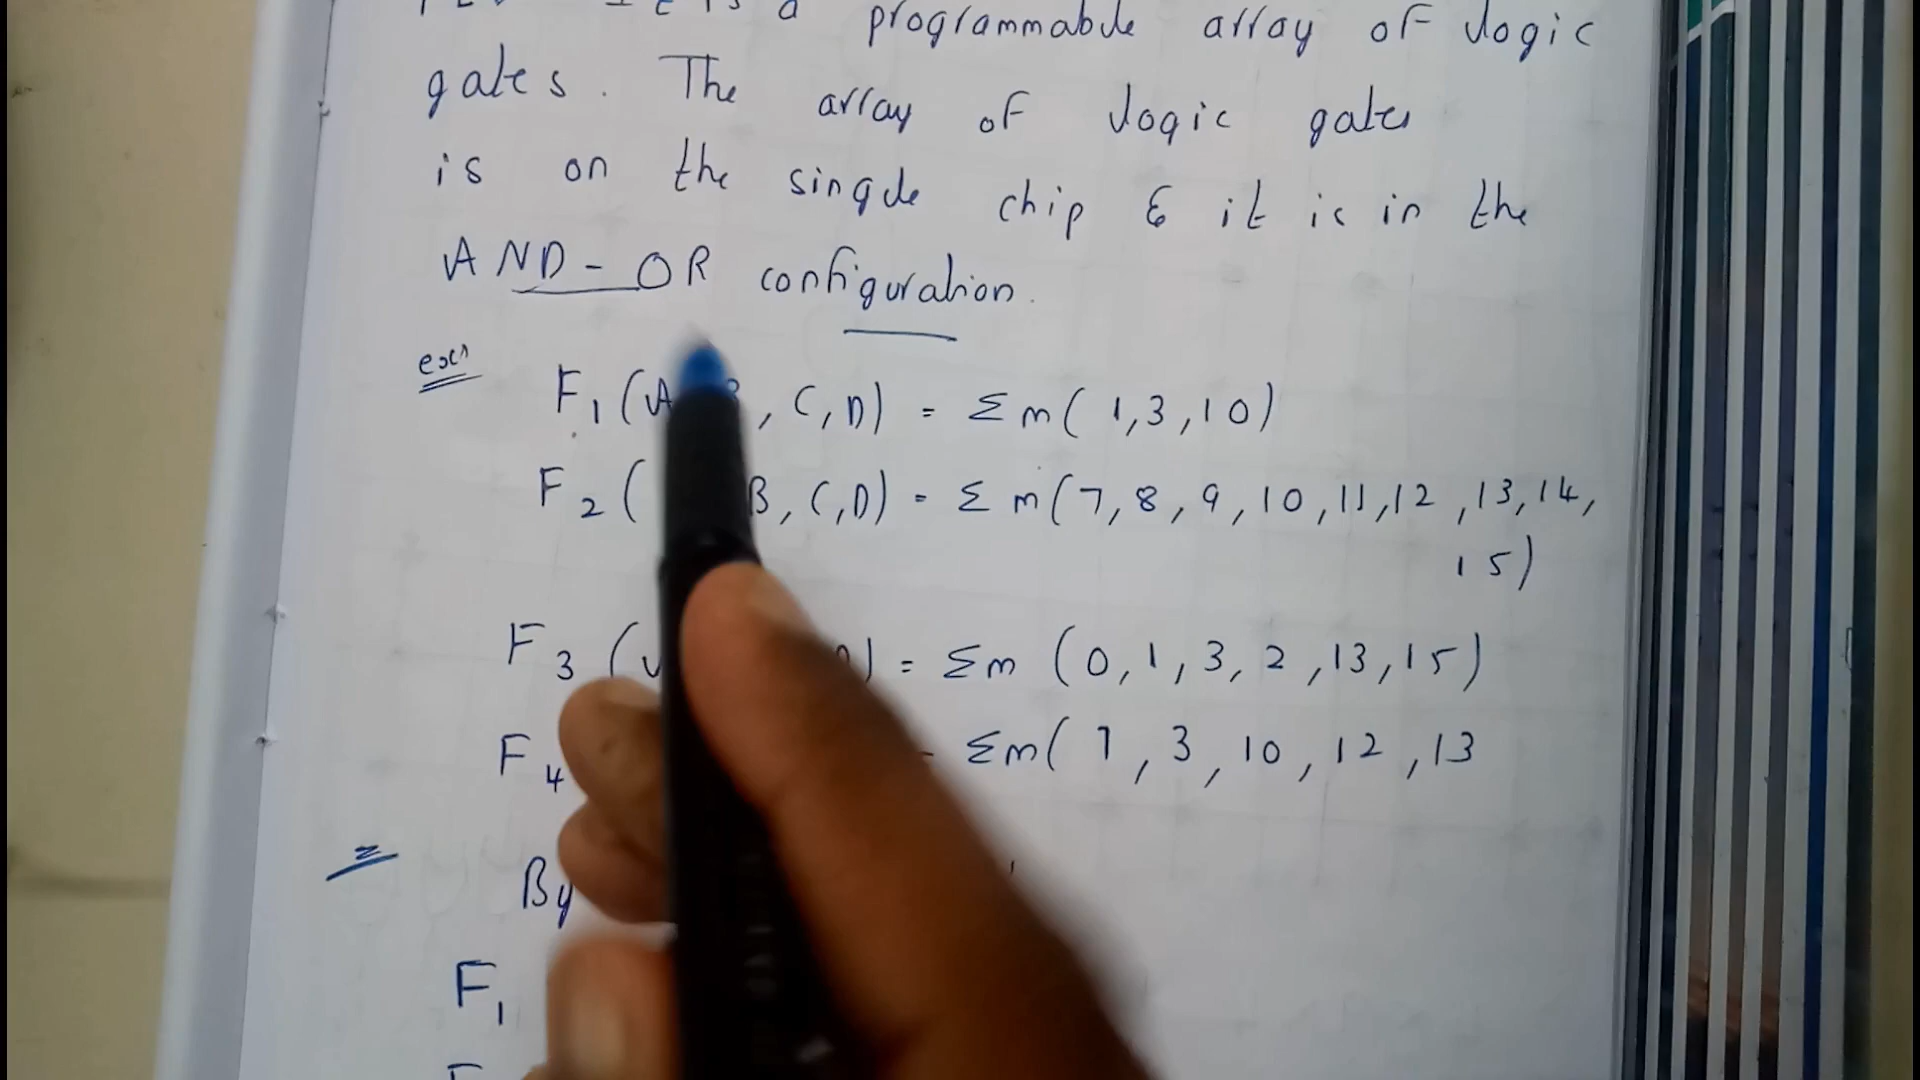 is a programmable array of logic
gates. The array of logic gates
is on the single chip & it is in the
AND - OR configuration.
ex:
F1 (A, B, C, D) = Σm( 1,3,10)
F2 ( B, C,D) = Σm(7,8,9,10,11,12,13,14,
15)
F3 ( D) = Σm (0,1,3,2,13,15)
F4 = Σm( 1,3,10,12,13
By
F1